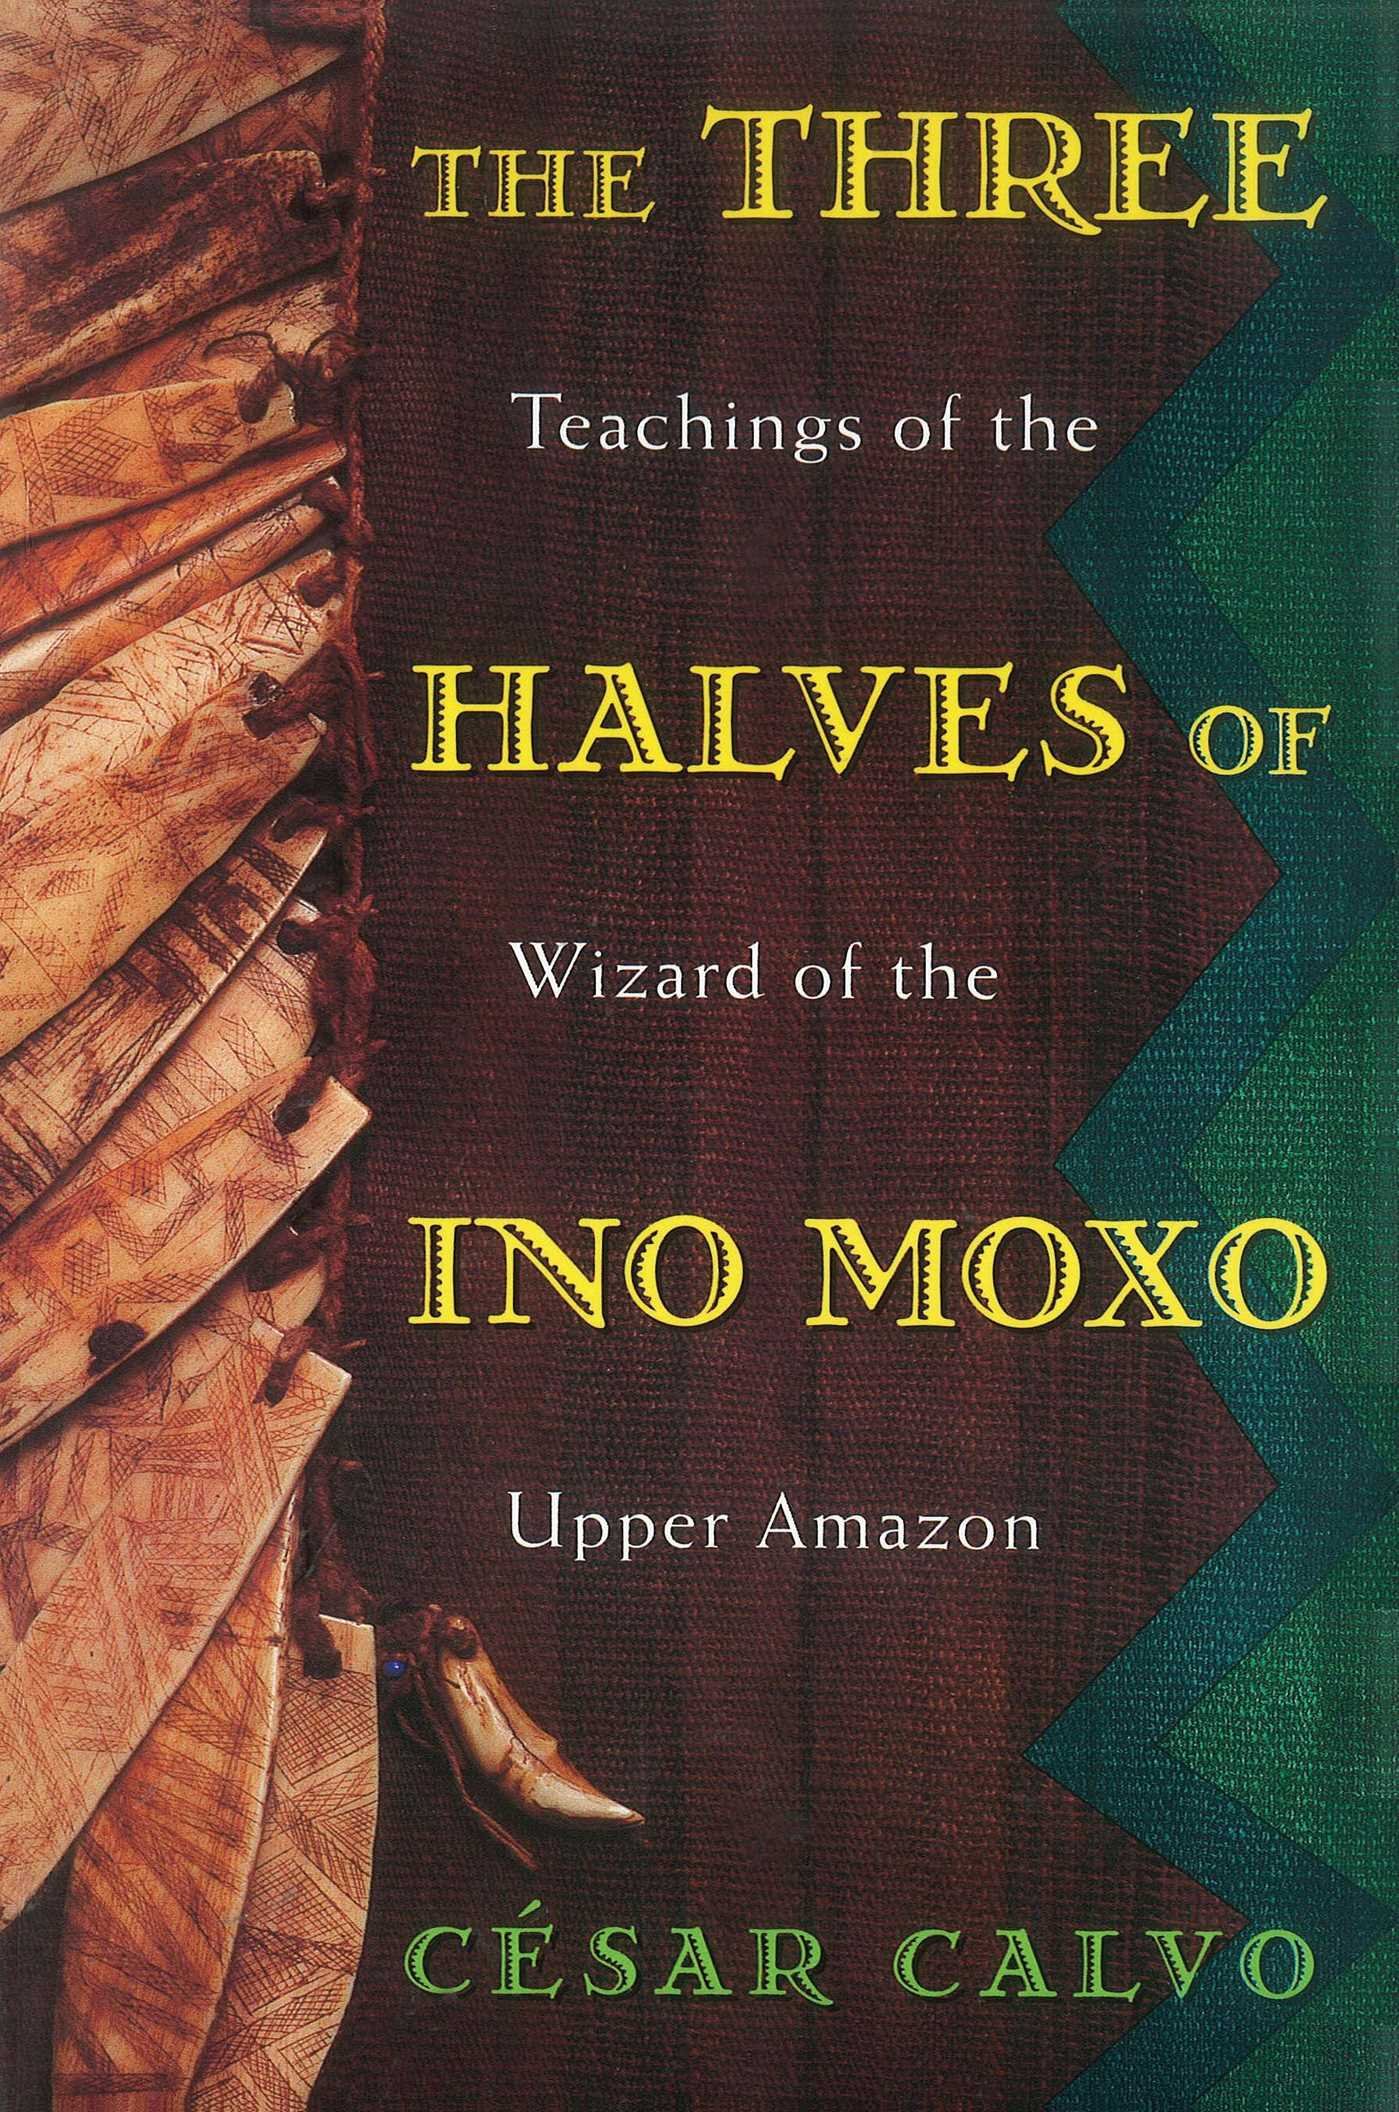 THE THREE
Teachings of the
HALVES OF
Wizard of the
INO MOXO
Upper Amazon
CÉSAR CALVO